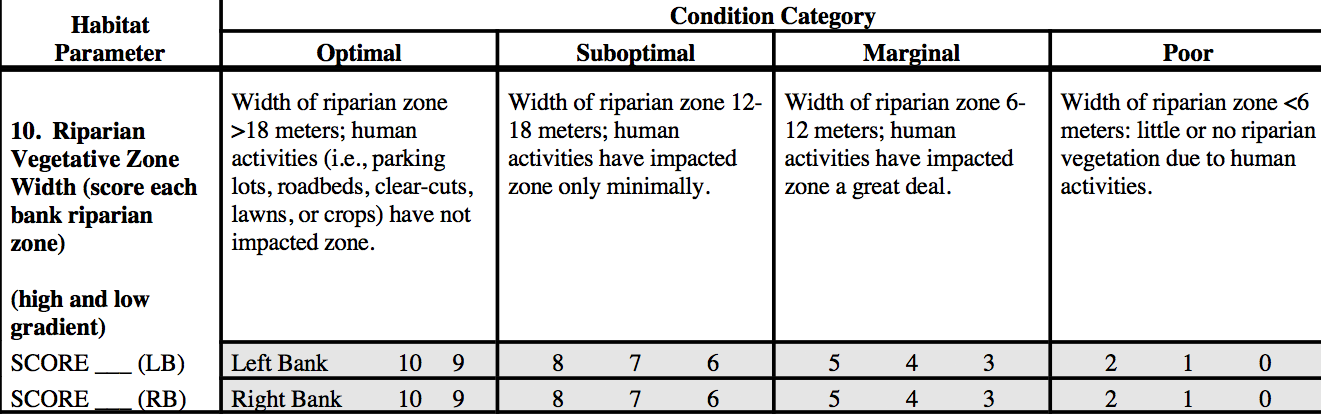 Habitat
Parameter
Condition Category
Optimal
Suboptimal
Marginal
Poor
10. Riparian
Vegetative Zone
Width (score each
bank riparian
zone)
(high and low
gradient)
Width of riparian zone
>18 meters; human
activities (i.e., parking
lots, roadbeds, clear-cuts,
lawns, or crops) have not
impacted zone.
Width of riparian zone 12-
18 meters; human
activities have impacted
zone only minimally.
Width of riparian zone 6-
12 meters; human
activities have impacted
zone a great deal.
Width of riparian zone <6
meters: little or no riparian
vegetation due to human
activities.
SCORE ___ (LB) Left Bank 10 9 8 7 6 5 4 3 2 1 0
SCORE ___ (RB) Right Bank 10 9 8 7 6 5 4 3 2 1 0